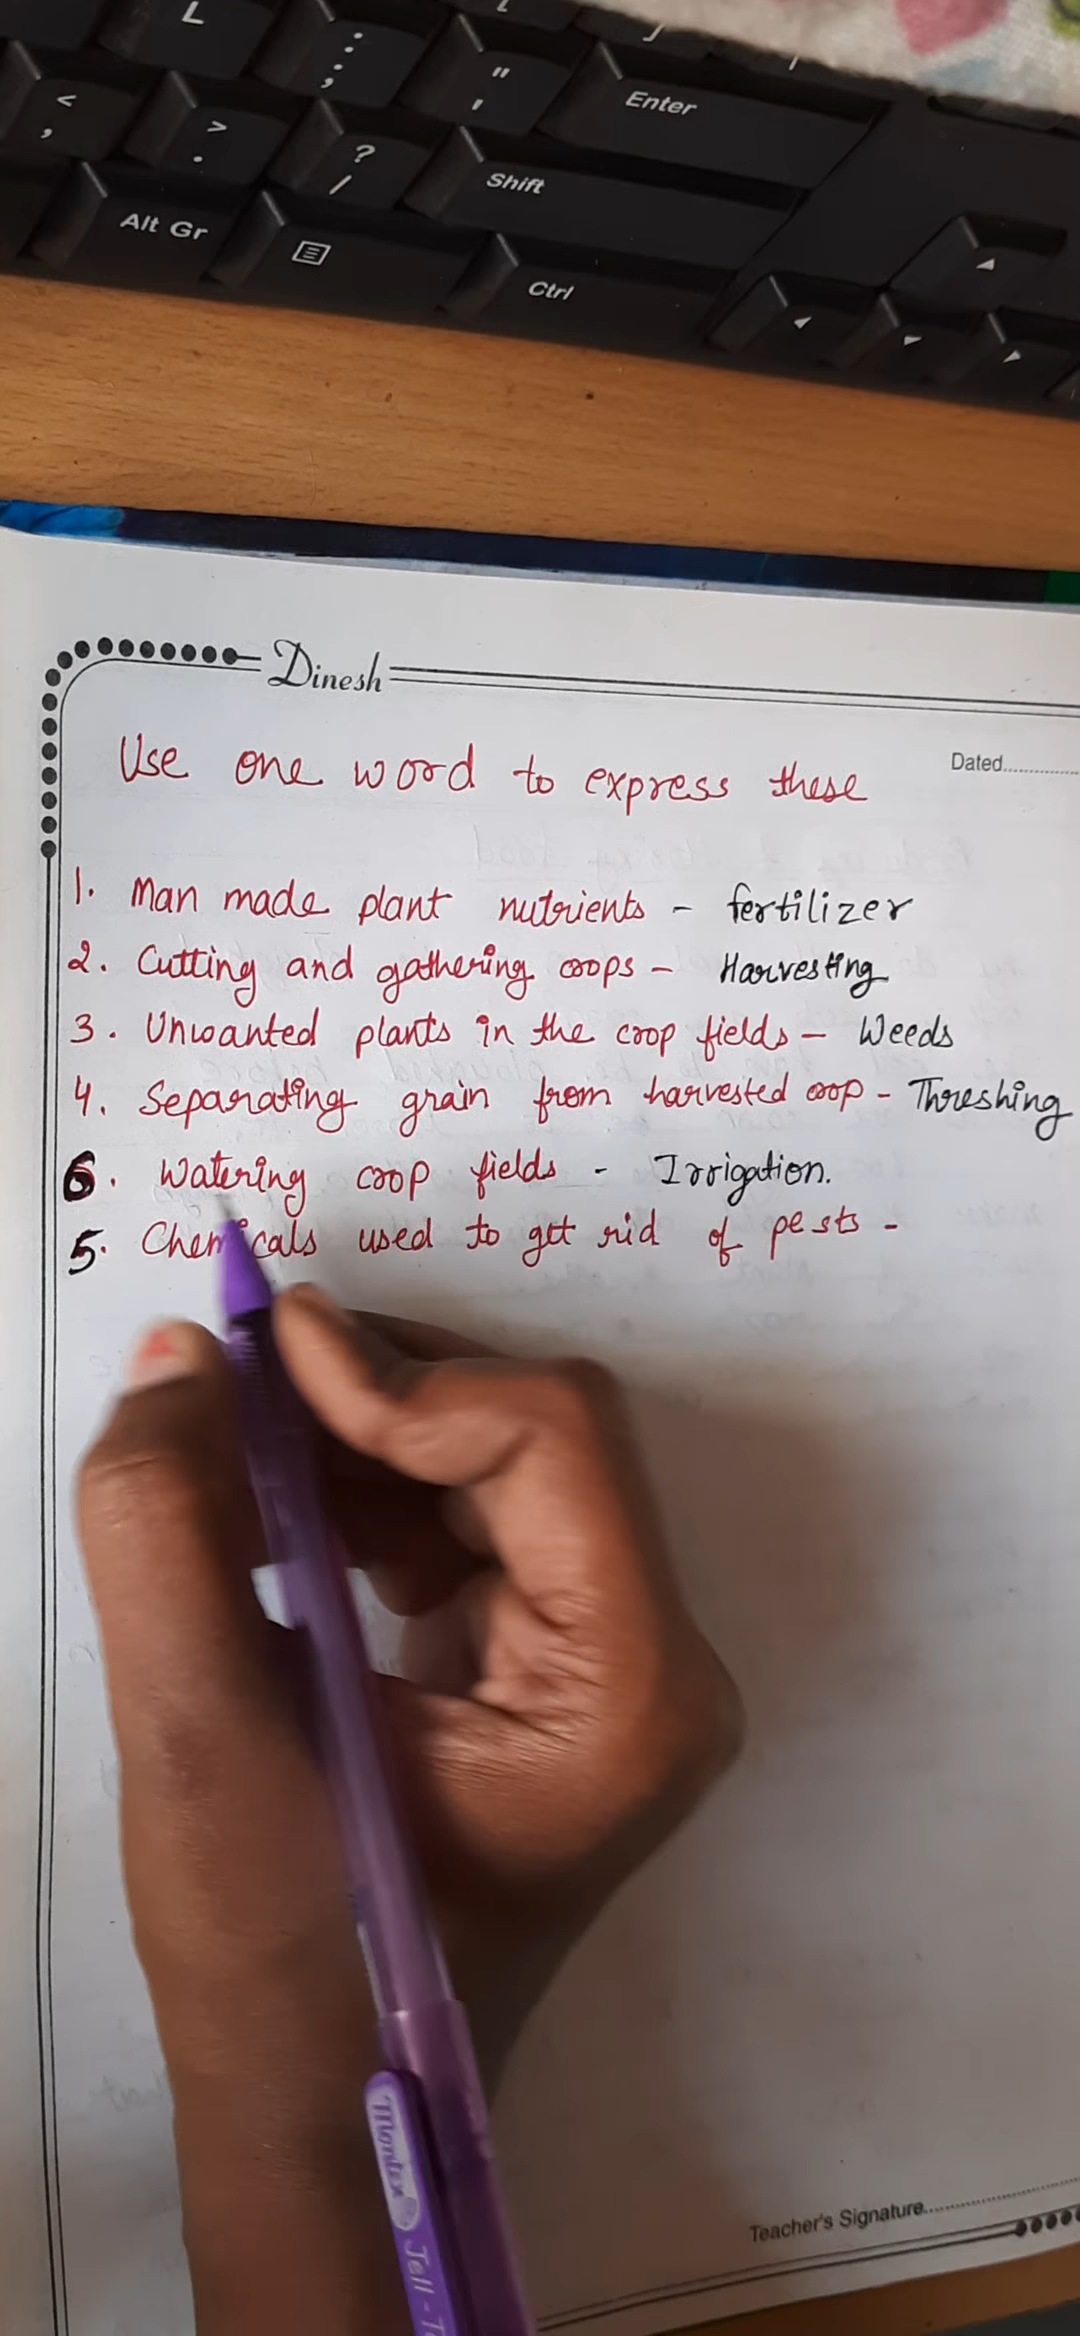 L
: ;
" '
Enter
< ,
> .
? /
Shift
Alt Gr
Ctrl
Dinesh
Dated
Use one word to express these
1. Man made plant nutrients - fertilizer
2. Cutting and gathering crops - Harvesting
3. Unwanted plants in the crop fields - Weeds
4. Separating grain from harvested crop - Threshing
6. Watering crop fields - Irrigation.
5. Chemicals used to get rid of pests -
Montex
Teacher's Signature